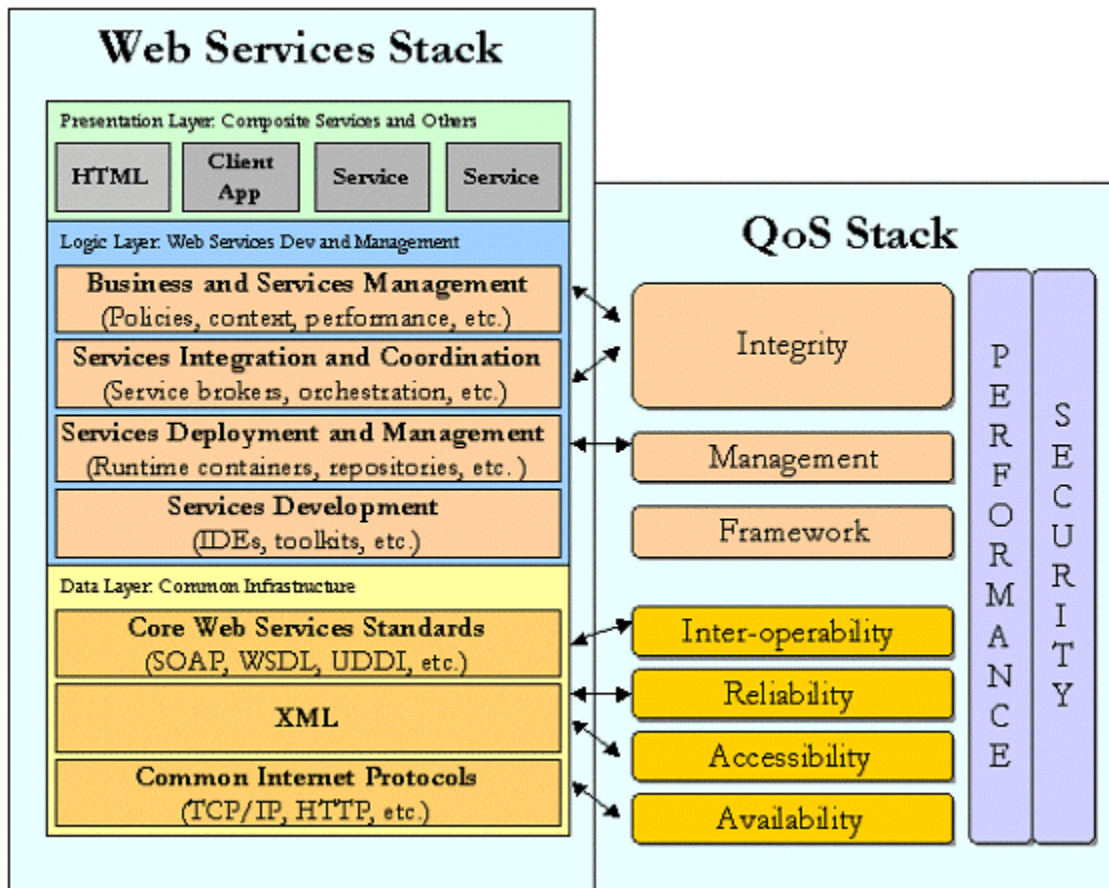 Web Services Stack
Presentation Layer: Composite Services and Others
HTML
Client
App
Service
Service
Logic Layer: Web Services Dev and Management
Business and Services Management
(Policies, context, performance, etc.)
Services Integration and Coordination
(Service brokers, orchestration, etc.)
Services Deployment and Management
(Runtime containers, repositories, etc. )
Services Development
(IDEs, toolkits, etc.)
Data Layer: Common Infrastructure
Core Web Services Standards
(SOAP, WSDL, UDDI, etc.)
XML
Common Internet Protocols
(TCP/IP, HTTP, etc.)
QoS Stack
Integrity
Management
Framework
Inter-operability
Reliability
Accessibility
Availability
PERFORMANCE
SECURITY